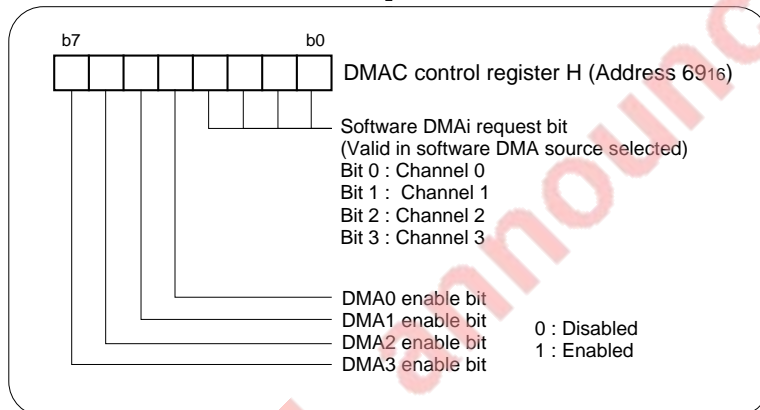 b7 b0
DMAC control register H (Address 6916)
Software DMAi request bit
(Valid in software DMA source selected)
Bit 0 : Channel 0
Bit 1 : Channel 1
Bit 2 : Channel 2
Bit 3 : Channel 3
DMA0 enable bit
DMA1 enable bit
DMA2 enable bit
DMA3 enable bit
0 : Disabled
1 : Enabled
announc